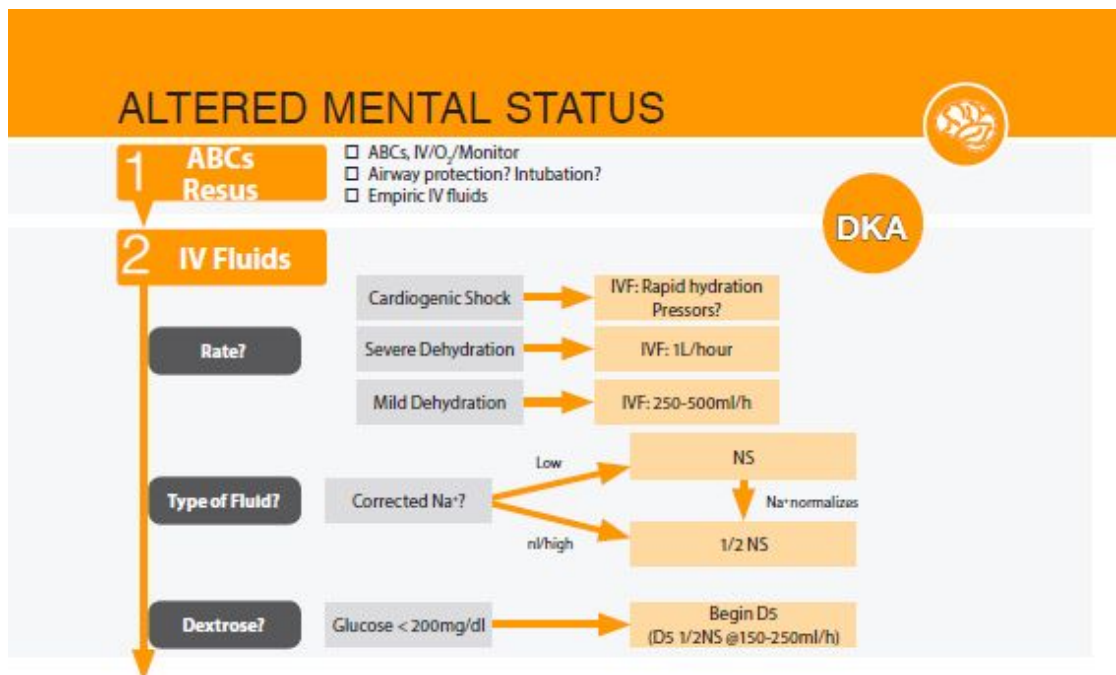 ALTERED MENTAL STATUS
1 ABCs
Resus
☐ ABCs, IV/O₂/Monitor
☐ Airway protection? Intubation?
☐ Empiric IV fluids
DKA
2 IV Fluids
Rate?
Cardiogenic Shock
IVF: Rapid hydration
Pressors?
Severe Dehydration
IVF: 1L/hour
Mild Dehydration
IVF: 250-500ml/h
Type of Fluid?
Corrected Na⁺?
Low
NS
Na⁺ normalizes
nl/high
1/2 NS
Dextrose?
Glucose < 200mg/dl
Begin D5
(D5 1/2NS @150-250ml/h)